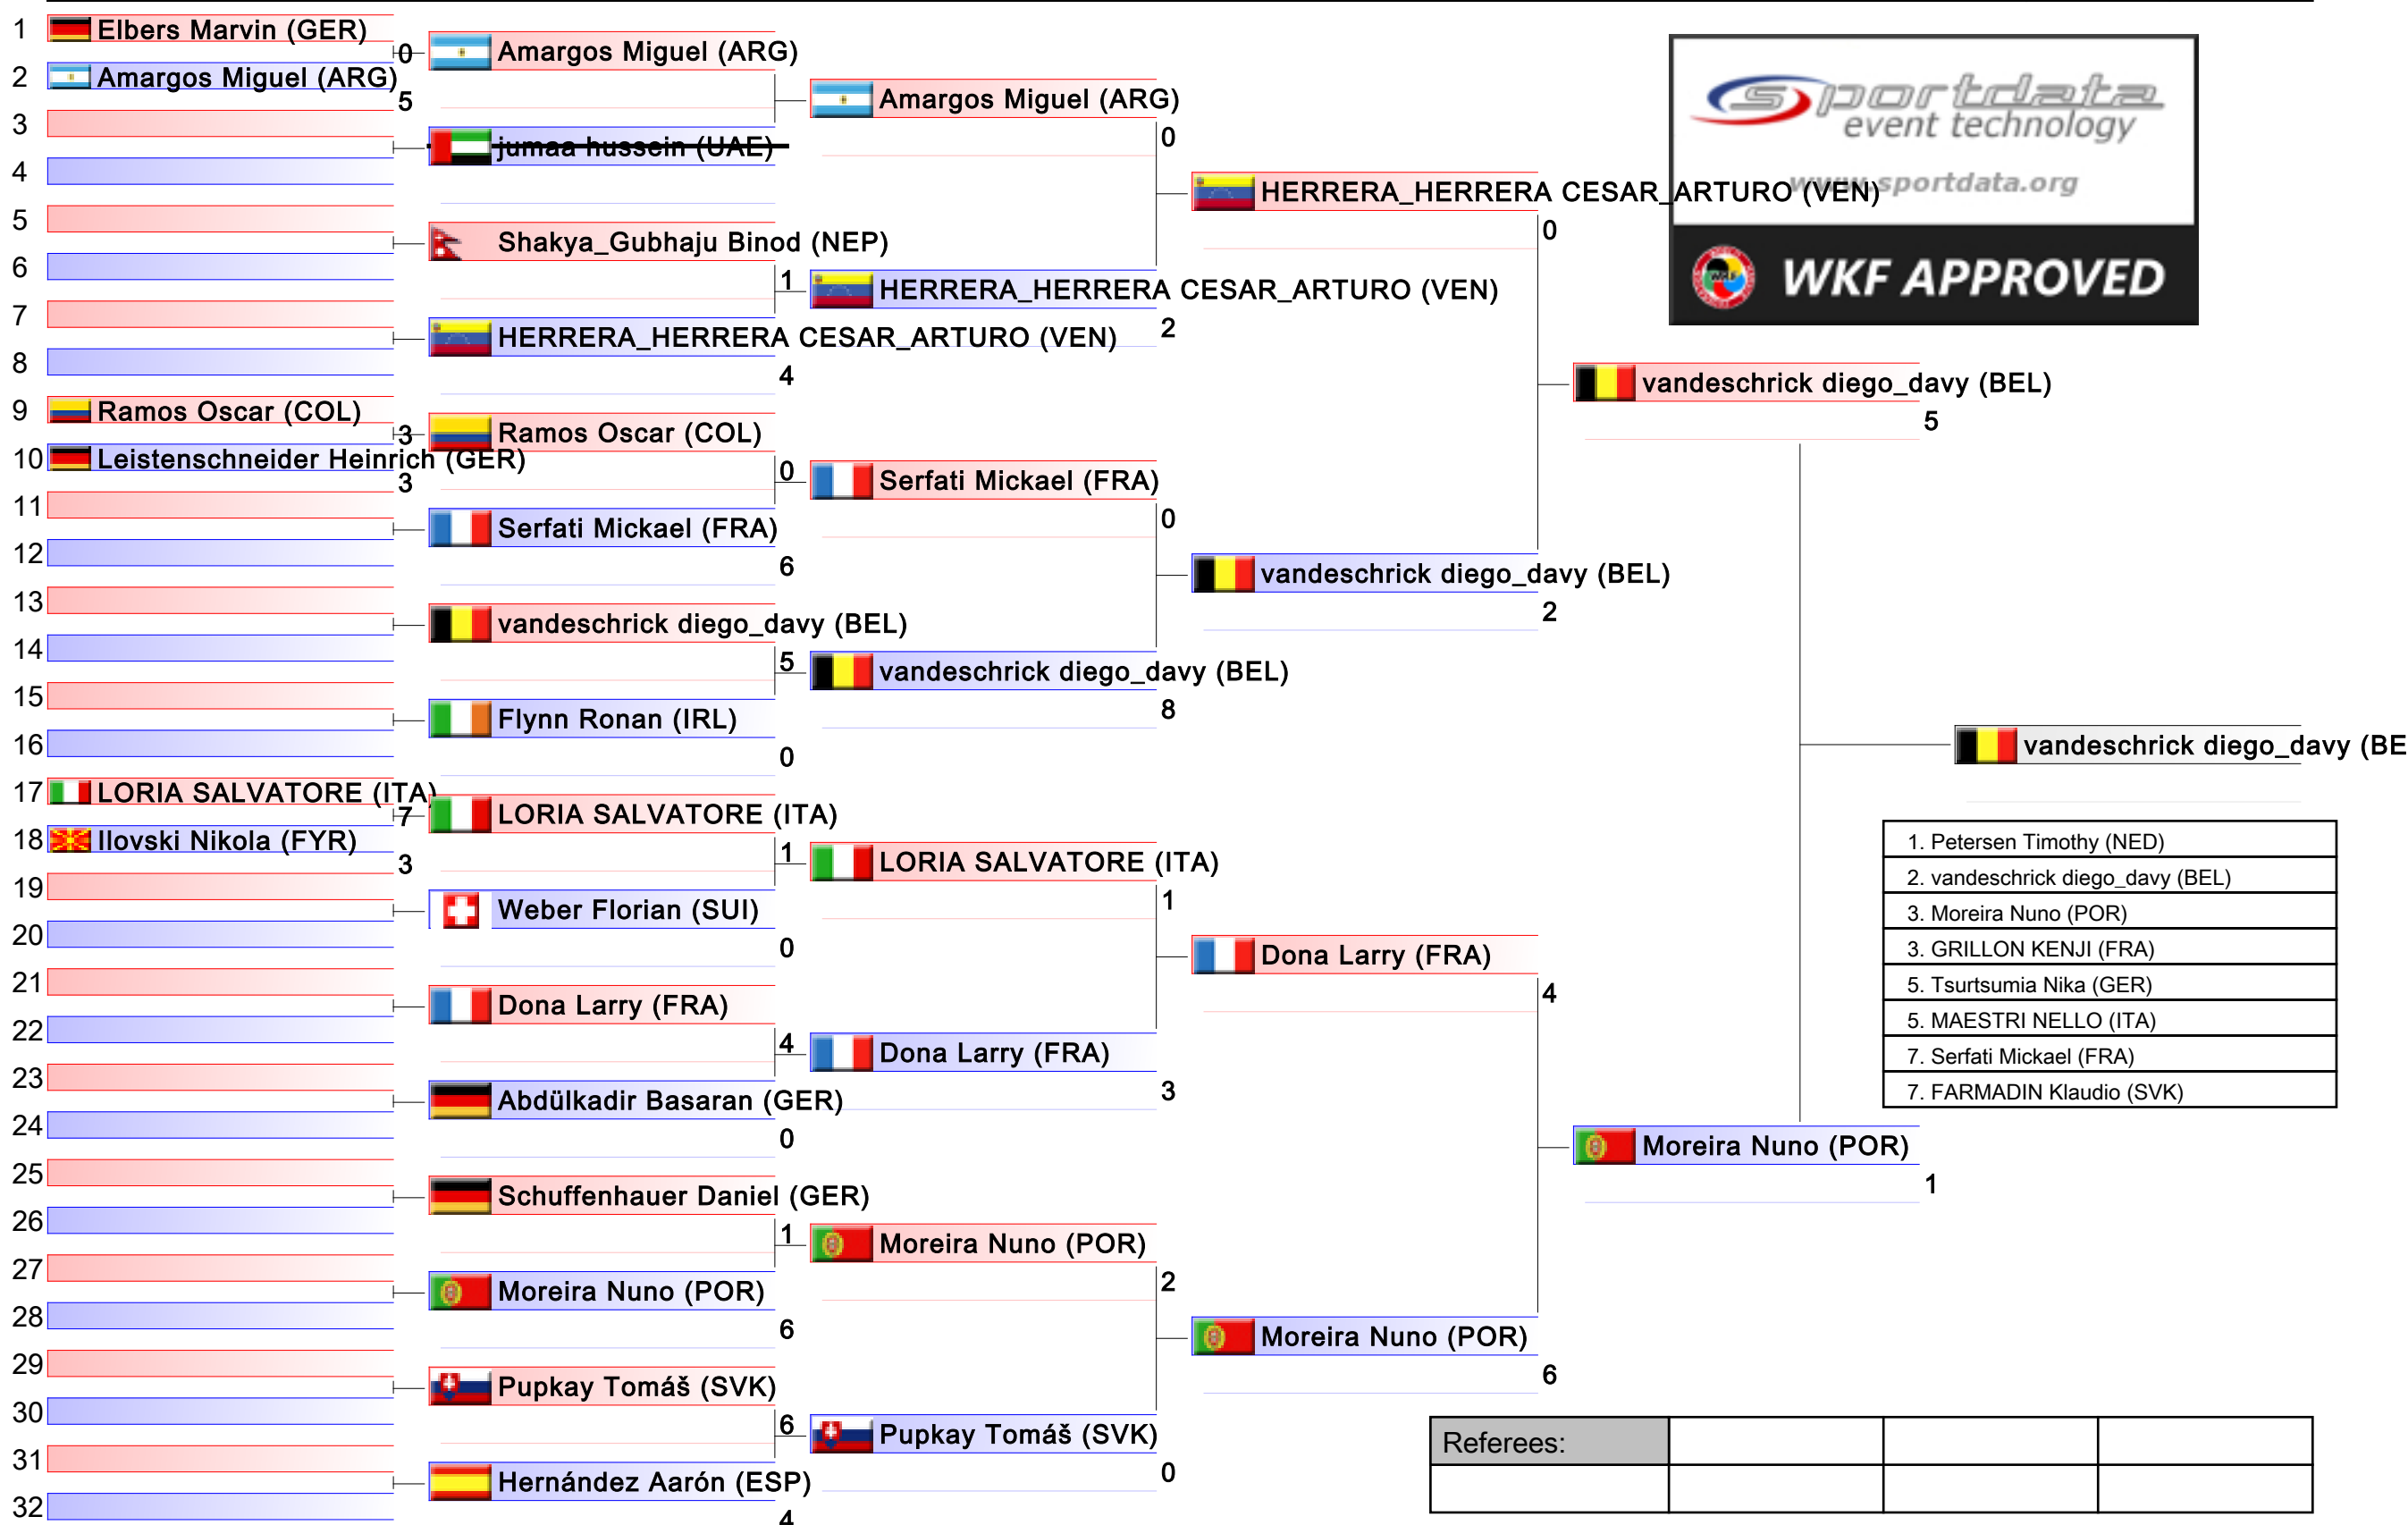 1 Elbers Marvin (GER)
0
2 Amargos Miguel (ARG)
5
3
4
5
6
7
8
9 Ramos Oscar (COL)
3
10 Leistenschneider Heinrich (GER)
3
11
12
13
14
15
16
17 LORIA SALVATORE (ITA)
7
18 Ilovski Nikola (FYR)
3
19
20
21
22
23
24
25
26
27
28
29
30
31
32
Amargos Miguel (ARG)
jumaa hussein (UAE)
Shakya_Gubhaju Binod (NEP)
1
HERRERA_HERRERA CESAR_ARTURO (VEN)
4
Ramos Oscar (COL)
0
Serfati Mickael (FRA)
6
vandeschrick diego_davy (BEL)
5
Flynn Ronan (IRL)
0
LORIA SALVATORE (ITA)
1
Weber Florian (SUI)
0
Dona Larry (FRA)
4
Abdülkadir Basaran (GER)
0
Schuffenhauer Daniel (GER)
1
Moreira Nuno (POR)
6
Pupkay Tomáš (SVK)
6
Hernández Aarón (ESP)
4
Amargos Miguel (ARG)
0
HERRERA_HERRERA CESAR_ARTURO (VEN)
2
Serfati Mickael (FRA)
0
vandeschrick diego_davy (BEL)
8
LORIA SALVATORE (ITA)
1
Dona Larry (FRA)
3
Moreira Nuno (POR)
2
Pupkay Tomáš (SVK)
0
HERRERA_HERRERA CESAR_ARTURO (VEN)
0
vandeschrick diego_davy (BEL)
2
Dona Larry (FRA)
4
Moreira Nuno (POR)
6
vandeschrick diego_davy (BEL)
5
Moreira Nuno (POR)
1
vandeschrick diego_davy (BE
sportdata
event technology
www.sportdata.org
WKF APPROVED
1. Petersen Timothy (NED)
2. vandeschrick diego_davy (BEL)
3. Moreira Nuno (POR)
3. GRILLON KENJI (FRA)
5. Tsurtsumia Nika (GER)
5. MAESTRI NELLO (ITA)
7. Serfati Mickael (FRA)
7. FARMADIN Klaudio (SVK)
Referees: